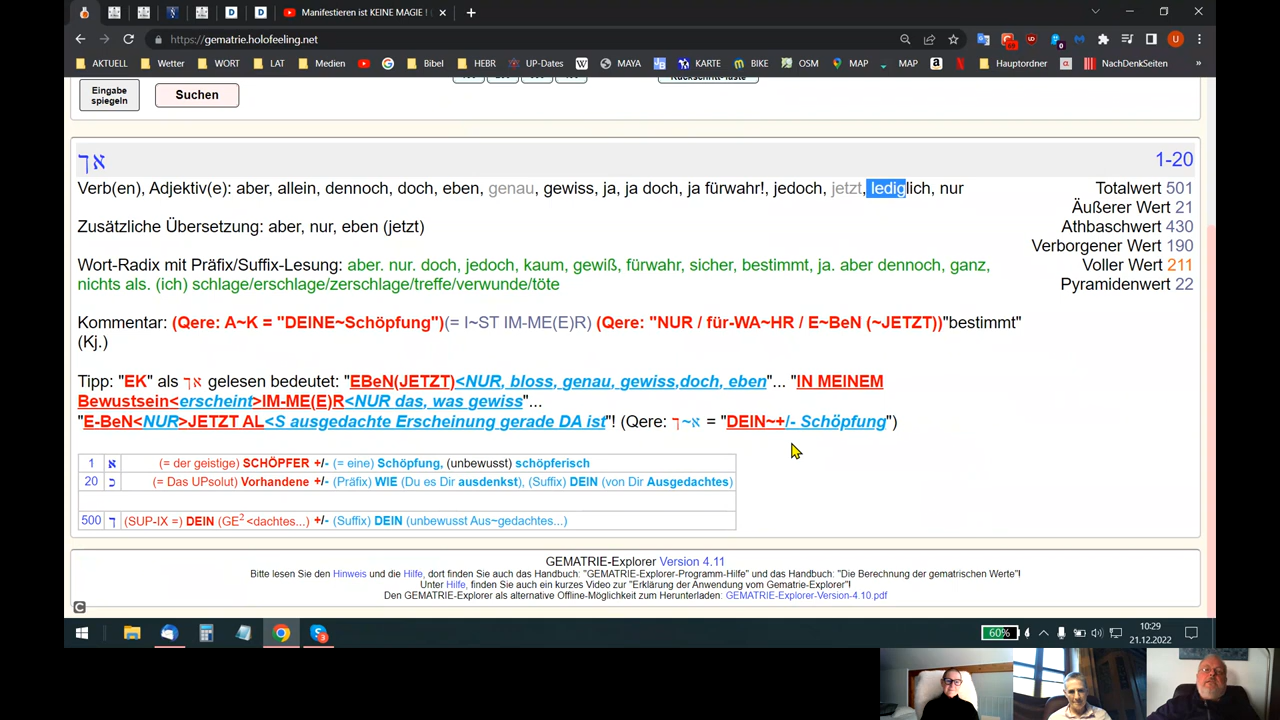 Manifestieren ist KEINE MAGIE ! (
https://gematrie.holofeeling.net
AKTUELL Wetter WORT LAT Medien Bibel HEBR UP-Dates MAYA KARTE BIKE OSM MAP MAP Hauptordner NachDenkSeiten »
Eingabe spiegeln
Suchen
Rückschritt-Taste
אך 1-20
Verb(en), Adjektiv(e): aber, allein, dennoch, doch, eben, genau, gewiss, ja, ja doch, ja fürwahr!, jedoch, jetzt, lediglich, nur
Totalwert 501
Äußerer Wert 21
Athbaschwert 430
Verborgener Wert 190
Voller Wert 211
Pyramidenwert 22
Zusätzliche Übersetzung: aber, nur, eben (jetzt)
Wort-Radix mit Präfix/Suffix-Lesung: aber. nur. doch, jedoch, kaum, gewiß, fürwahr, sicher, bestimmt, ja. aber dennoch, ganz,
nichts als. (ich) schlage/erschlage/zerschlage/treffe/verwunde/töte
Kommentar: (Qere: A~K = "DEINE~Schöpfung")(= I~ST IM-ME(E)R) (Qere: "NUR / für-WA~HR / E~BeN (~JETZT))"bestimmt"
(Kj.)
Tipp: "EK" als אך gelesen bedeutet: "EBeN(JETZT)<NUR, bloss, genau, gewiss,doch, eben"... "IN MEINEM
Bewustsein<erscheint>IM-ME(E)R<NUR das, was gewiss"...
"E-BeN<NUR>JETZT AL<S ausgedachte Erscheinung gerade DA ist"! (Qere: א~ך = "DEIN~+/- Schöpfung")
1 א (= der geistige) SCHÖPFER +/- (= eine) Schöpfung, (unbewusst) schöpferisch
20 כ (= Das UPsolut) Vorhandene +/- (Präfix) WIE (Du es Dir ausdenkst), (Suffix) DEIN (von Dir Ausgedachtes)
500 ך (SUP-IX =) DEIN (GE² <dachtes...) +/- (Suffix) DEIN (unbewusst Aus~gedachtes...)
GEMATRIE-Explorer Version 4.11
Bitte lesen Sie den Hinweis und die Hilfe, dort finden Sie auch das Handbuch: "GEMATRIE-Explorer-Programm-Hilfe" und das Handbuch: "Die Berechnung der gematrischen Werte"!
Unter Hilfe, finden Sie auch ein kurzes Video zur "Erklärung der Anwendung vom Gematrie-Explorer"!
Den GEMATRIE-Explorer als alternative Offline-Möglichkeit zum Herunterladen: GEMATRIE-Explorer-Version-4.10 pdf
60%
10:29
21.12.2022